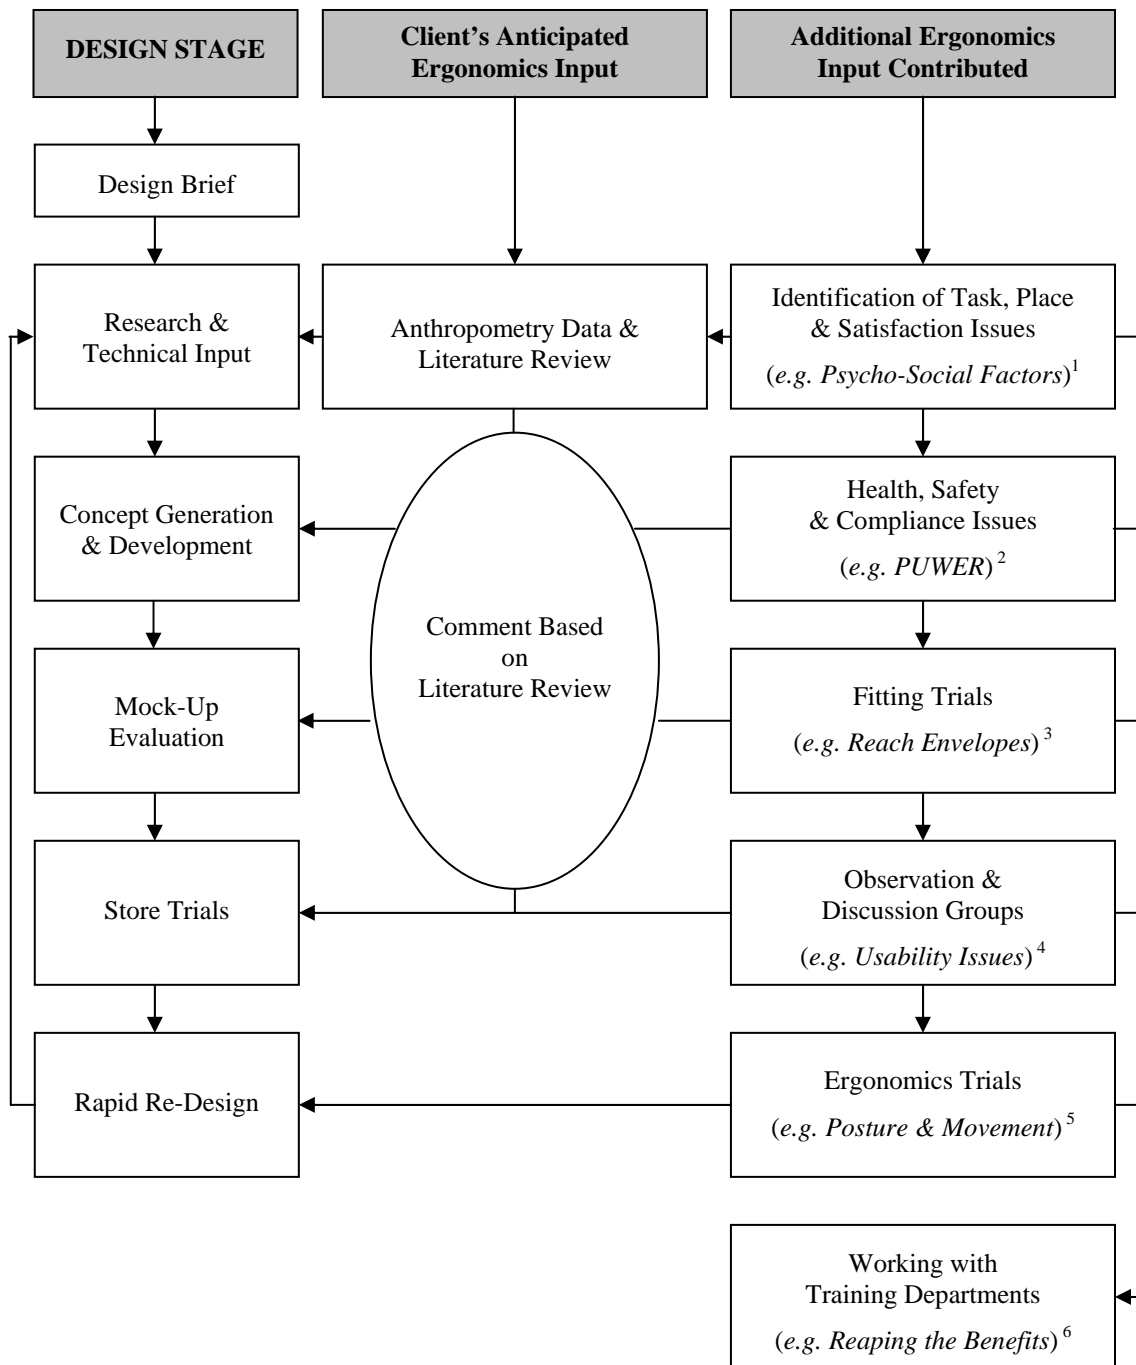 DESIGN STAGE
Client's Anticipated
Ergonomics Input
Additional Ergonomics
Input Contributed
Design Brief
Research &
Technical Input
Anthropometry Data &
Literature Review
Identification of Task, Place
& Satisfaction Issues
(e.g. Psycho-Social Factors)1
Concept Generation
& Development
Health, Safety
& Compliance Issues
(e.g. PUWER) 2
Comment Based
on
Literature Review
Mock-Up
Evaluation
Fitting Trials
(e.g. Reach Envelopes) 3
Store Trials
Observation &
Discussion Groups
(e.g. Usability Issues) 4
Rapid Re-Design
Ergonomics Trials
(e.g. Posture & Movement) 5
Working with
Training Departments
(e.g. Reaping the Benefits) 6